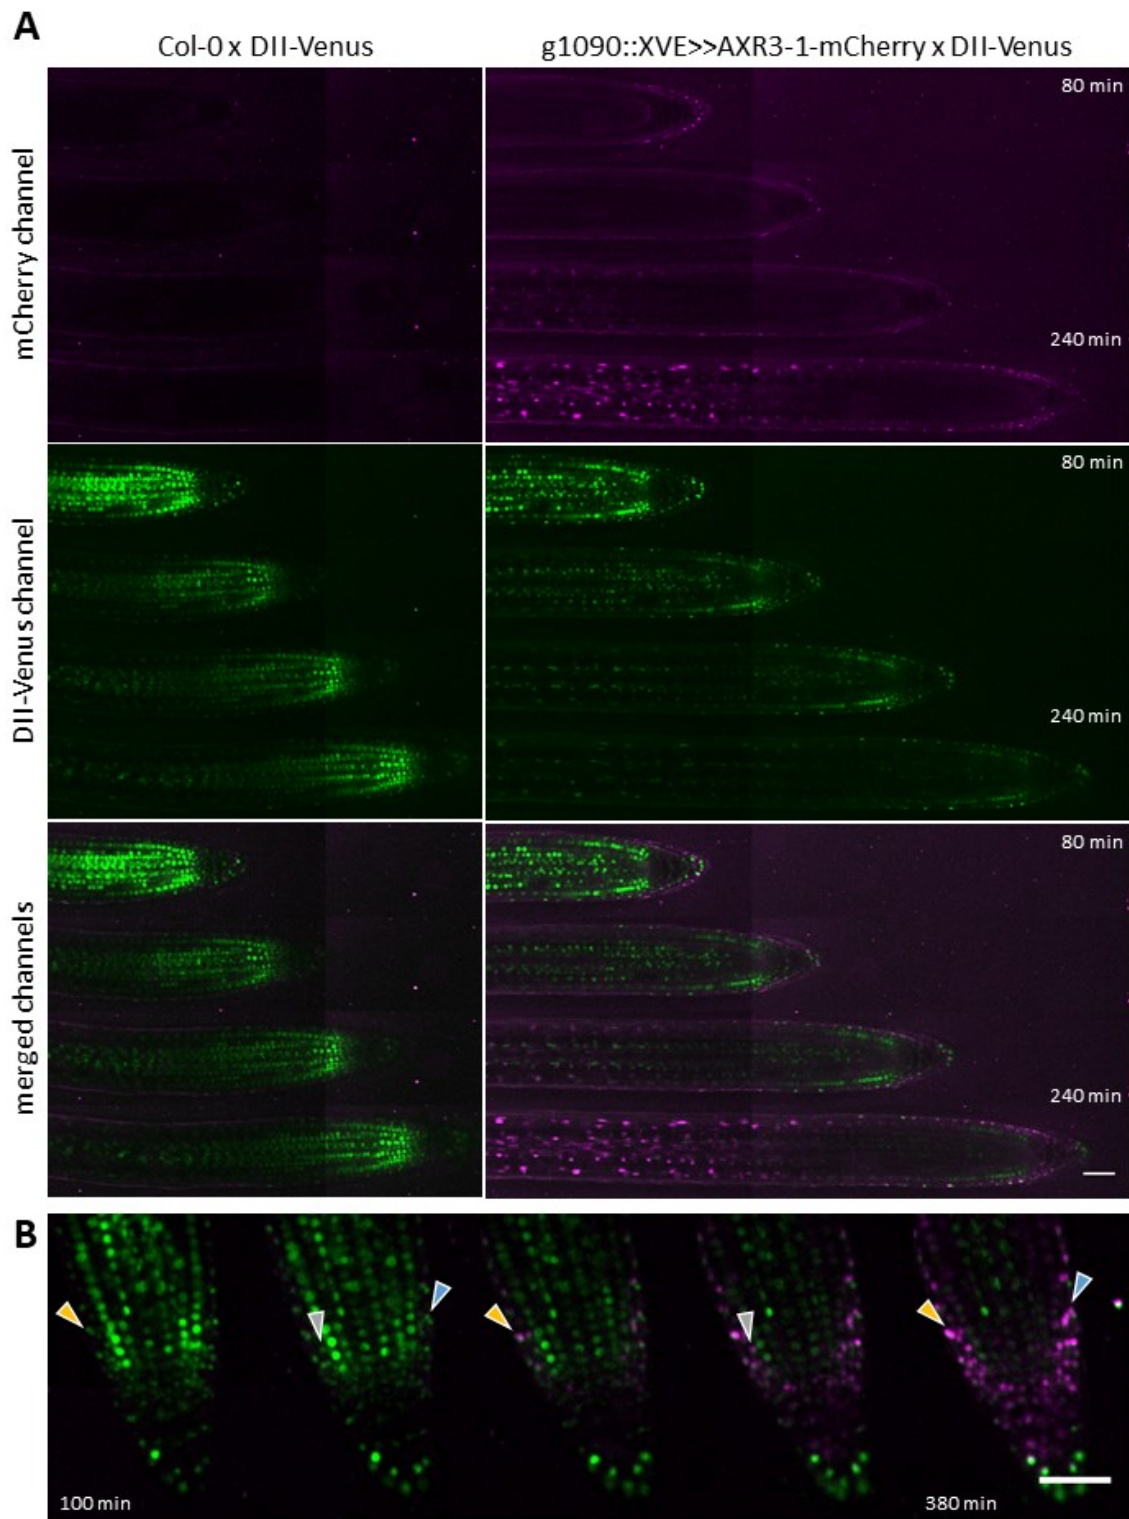 A
Col-0 x DII-Venus
g1090::XVE>>AXR3-1-mCherry x DII-Venus
mCherry channel
80 min
240 min
DII-Venus channel
80 min
240 min
merged channels
80 min
240 min
B
100 min
380 min